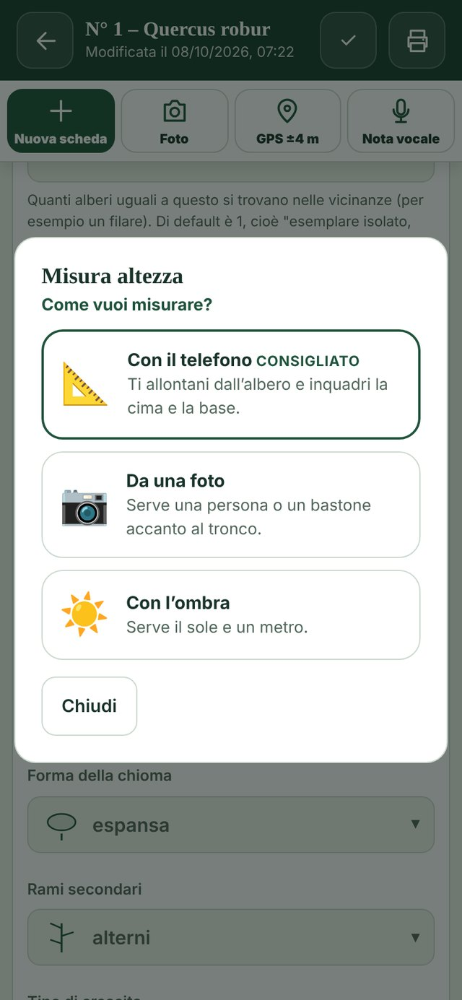 N° 1 – Quercus robur
Modificata il 08/10/2026, 07:22
Nuova scheda
Foto
GPS ±4 m
Nota vocale
Quanti alberi uguali a questo si trovano nelle vicinanze (per
esempio un filare). Di default è 1, cioè "esemplare isolato,
Misura altezza
Come vuoi misurare?
Con il telefono CONSIGLIATO
Ti allontani dall’albero e inquadri la
cima e la base.
Da una foto
Serve una persona o un bastone
accanto al tronco.
Con l’ombra
Serve il sole e un metro.
Chiudi
Forma della chioma
espansa
Rami secondari
alterni